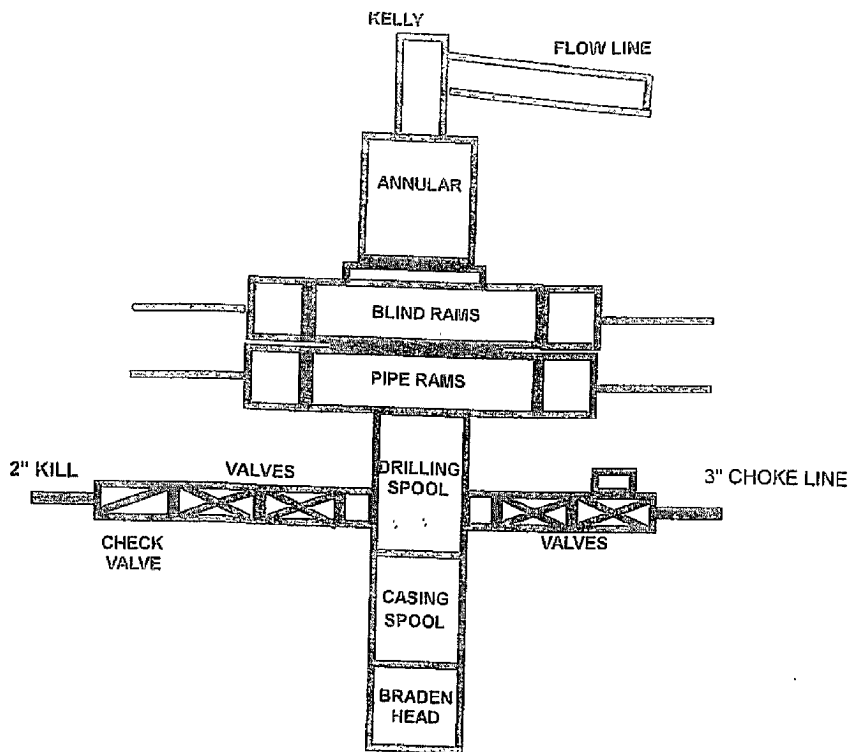 KELLY
FLOW LINE
ANNULAR
BLIND RAMS
PIPE RAMS
2" KILL
VALVES
DRILLING
SPOOL
3" CHOKE LINE
CHECK
VALVE
VALVES
CASING
SPOOL
BRADEN
HEAD